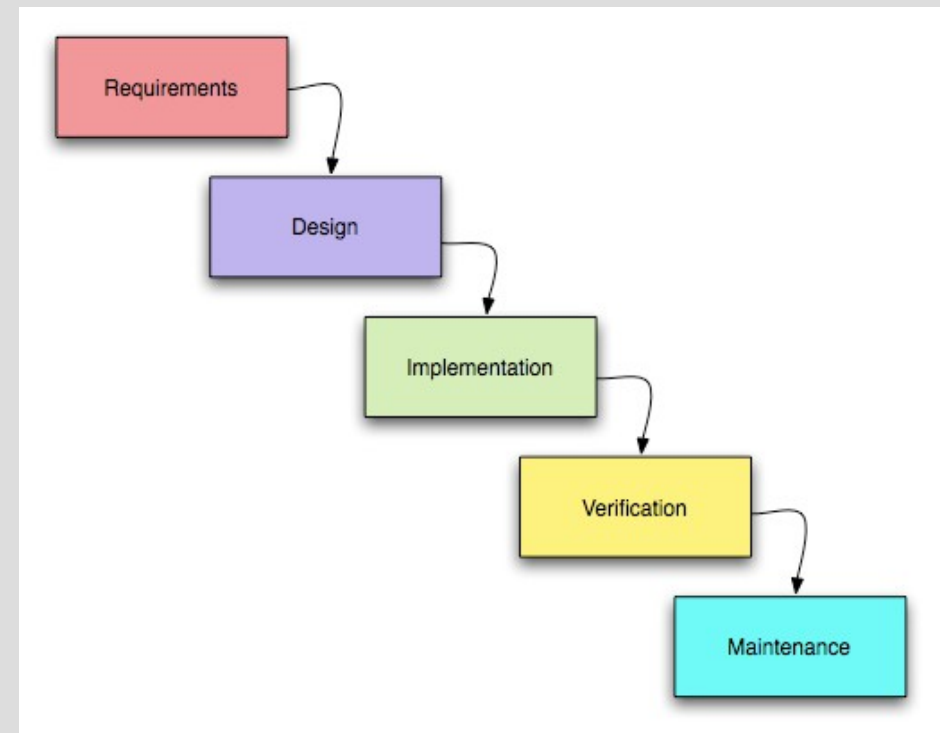 Requirements
Design
Implementation
Verification
Maintenance